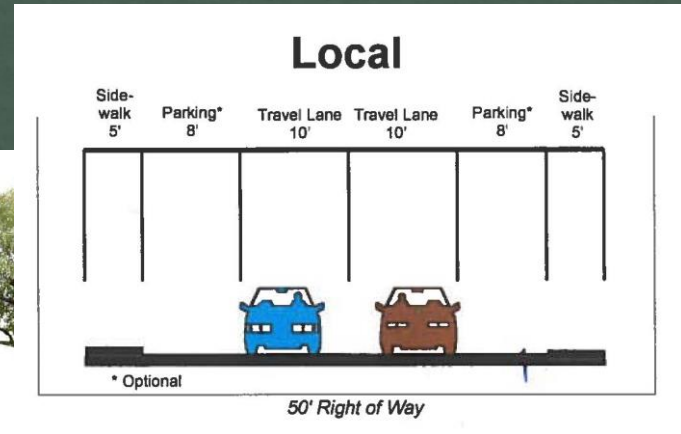 Local
Side-
walk
5'
Parking*
8'
Travel Lane
10'
Travel Lane
10'
Parking*
8'
Side-
walk
5'
* Optional
50' Right of Way